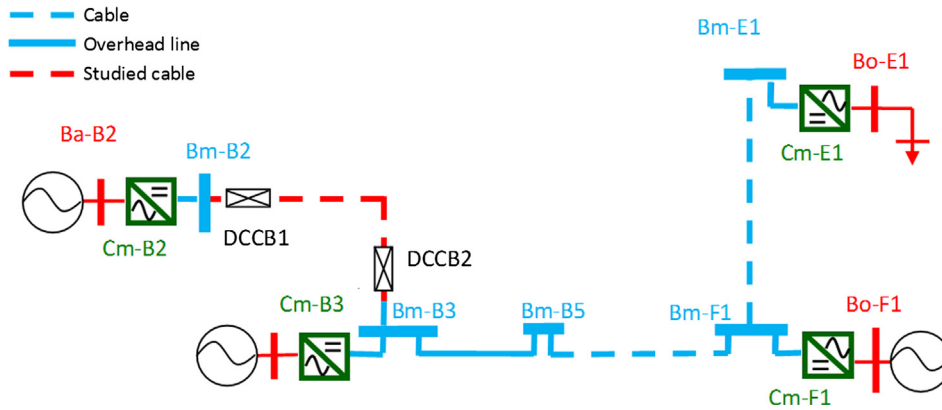 Cable
Overhead line
Studied cable
Bm-E1
Bo-E1
Cm-E1
Ba-B2
Bm-B2
Cm-B2
DCCB1
DCCB2
Cm-B3
Bm-B3
Bm-B5
Bm-F1
Bo-F1
Cm-F1